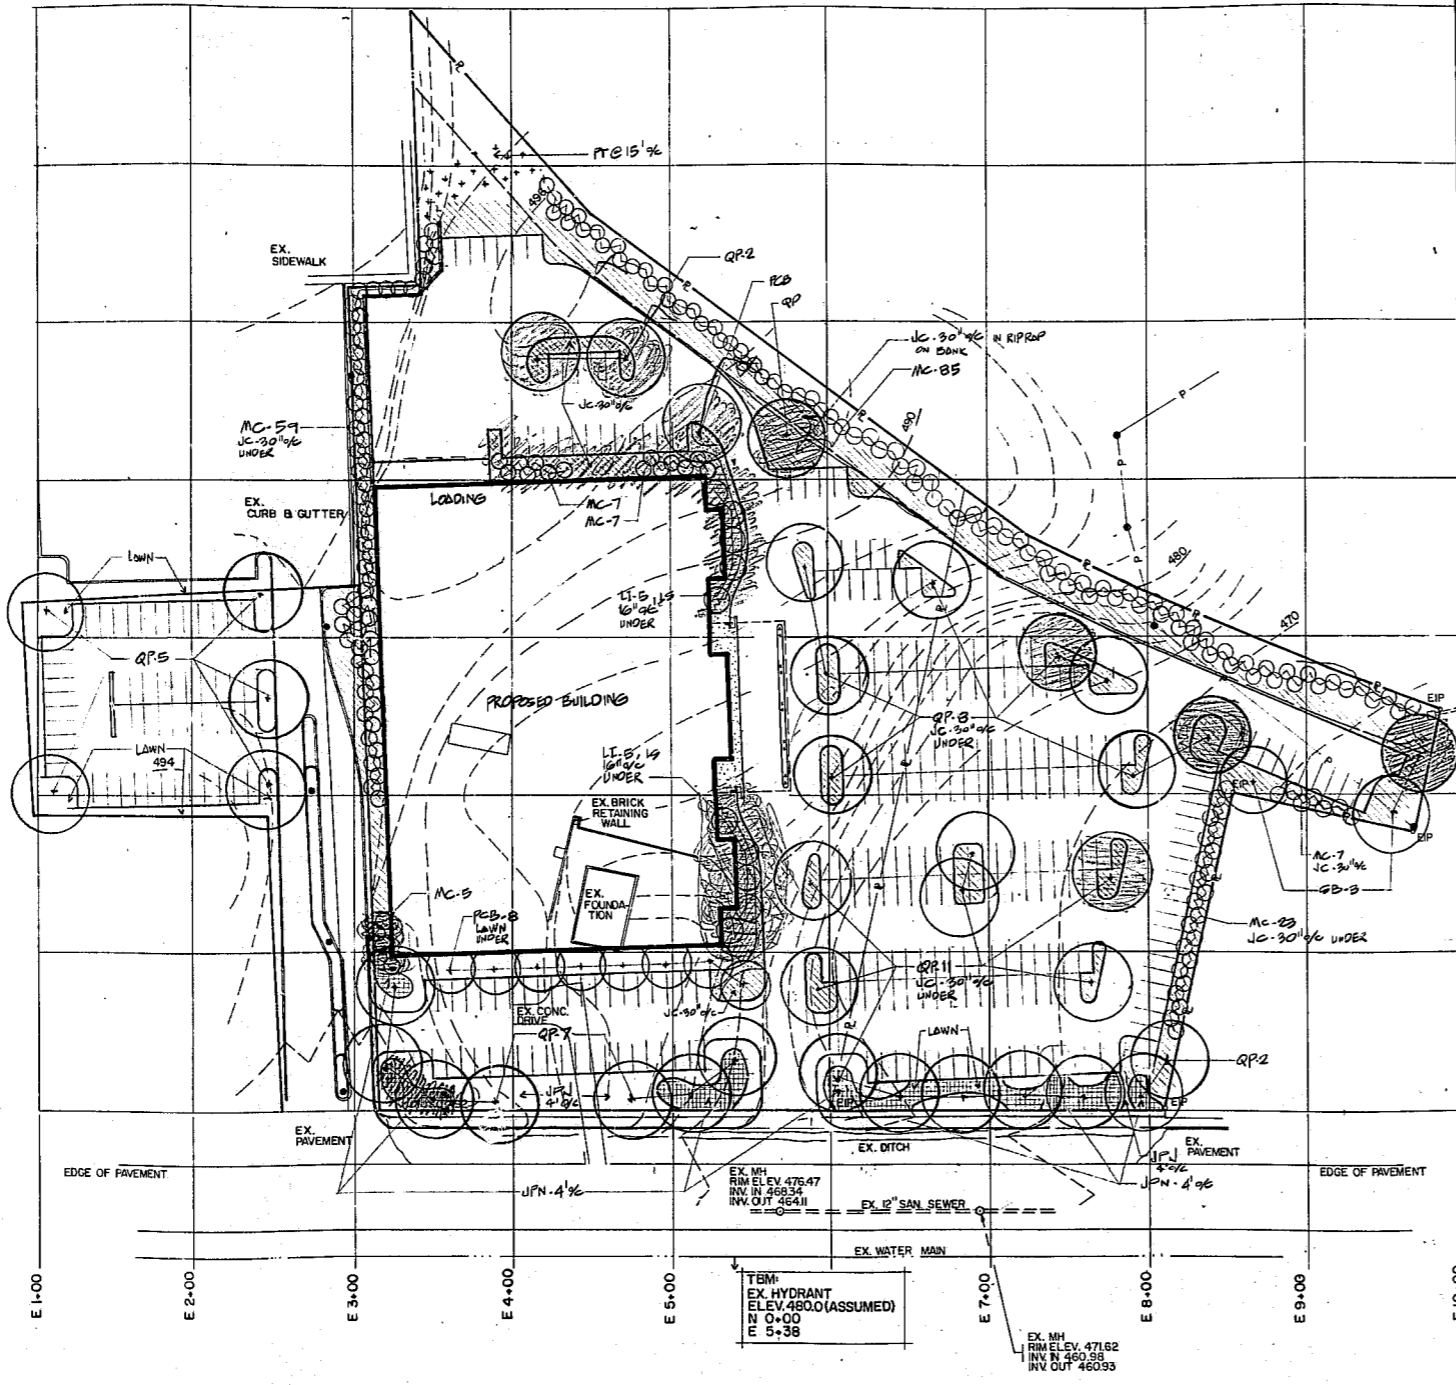 PT @ 15' o/c
496
EX.
SIDEWALK
QP-2
PCB
QP
JC-30" o/c IN RIPRAP
ON BANK
MC-85
490
JC-30" o/c
MC-59
JC-30" o/c
UNDER
LOADING
MC-7
MC-7
EX.
CURB & GUTTER
LAWN
480
LI-5, LS
16" o/c
UNDER
470
QP-5
PROPOSED BUILDING
EIP
QP-8
JC-30" o/c
UNDER
LAWN
494
LI-5, LS
16" o/c
UNDER
EX. BRICK
RETAINING
WALL
EIP
EIP
MC-7
JC-30" o/c
GB-3
MC-5
EX.
FOUNDA-
TION
PCB-8
LAWN
UNDER
MC-23
JC-30" o/c UNDER
QP-11
JC-30" o/c
UNDER
EX. CONC.
DRIVE
JC-30" o/c
QP-7
LAWN
QP-2
JPN
4' o/c
EIP
EIP
EX.
PAVEMENT
EX. DITCH
EX.
PAVEMENT
JPJ
4' o/c
EDGE OF PAVEMENT
EDGE OF PAVEMENT
JPN-4' o/c
EX. MH
RIM ELEV. 476.47
INV. IN 468.34
INV. OUT 464.11
JPN-4' o/c
EX. 12" SAN. SEWER
EX. WATER MAIN
E 1+00
E 2+00
E 3+00
E 4+00
E 5+00
E 7+00
E 8+00
E 9+00
TBM:
EX. HYDRANT
ELEV. 480.0 (ASSUMED)
N 0+00
E 5+38
EX. MH
RIM ELEV. 471.62
INV. IN 460.98
INV. OUT 460.93